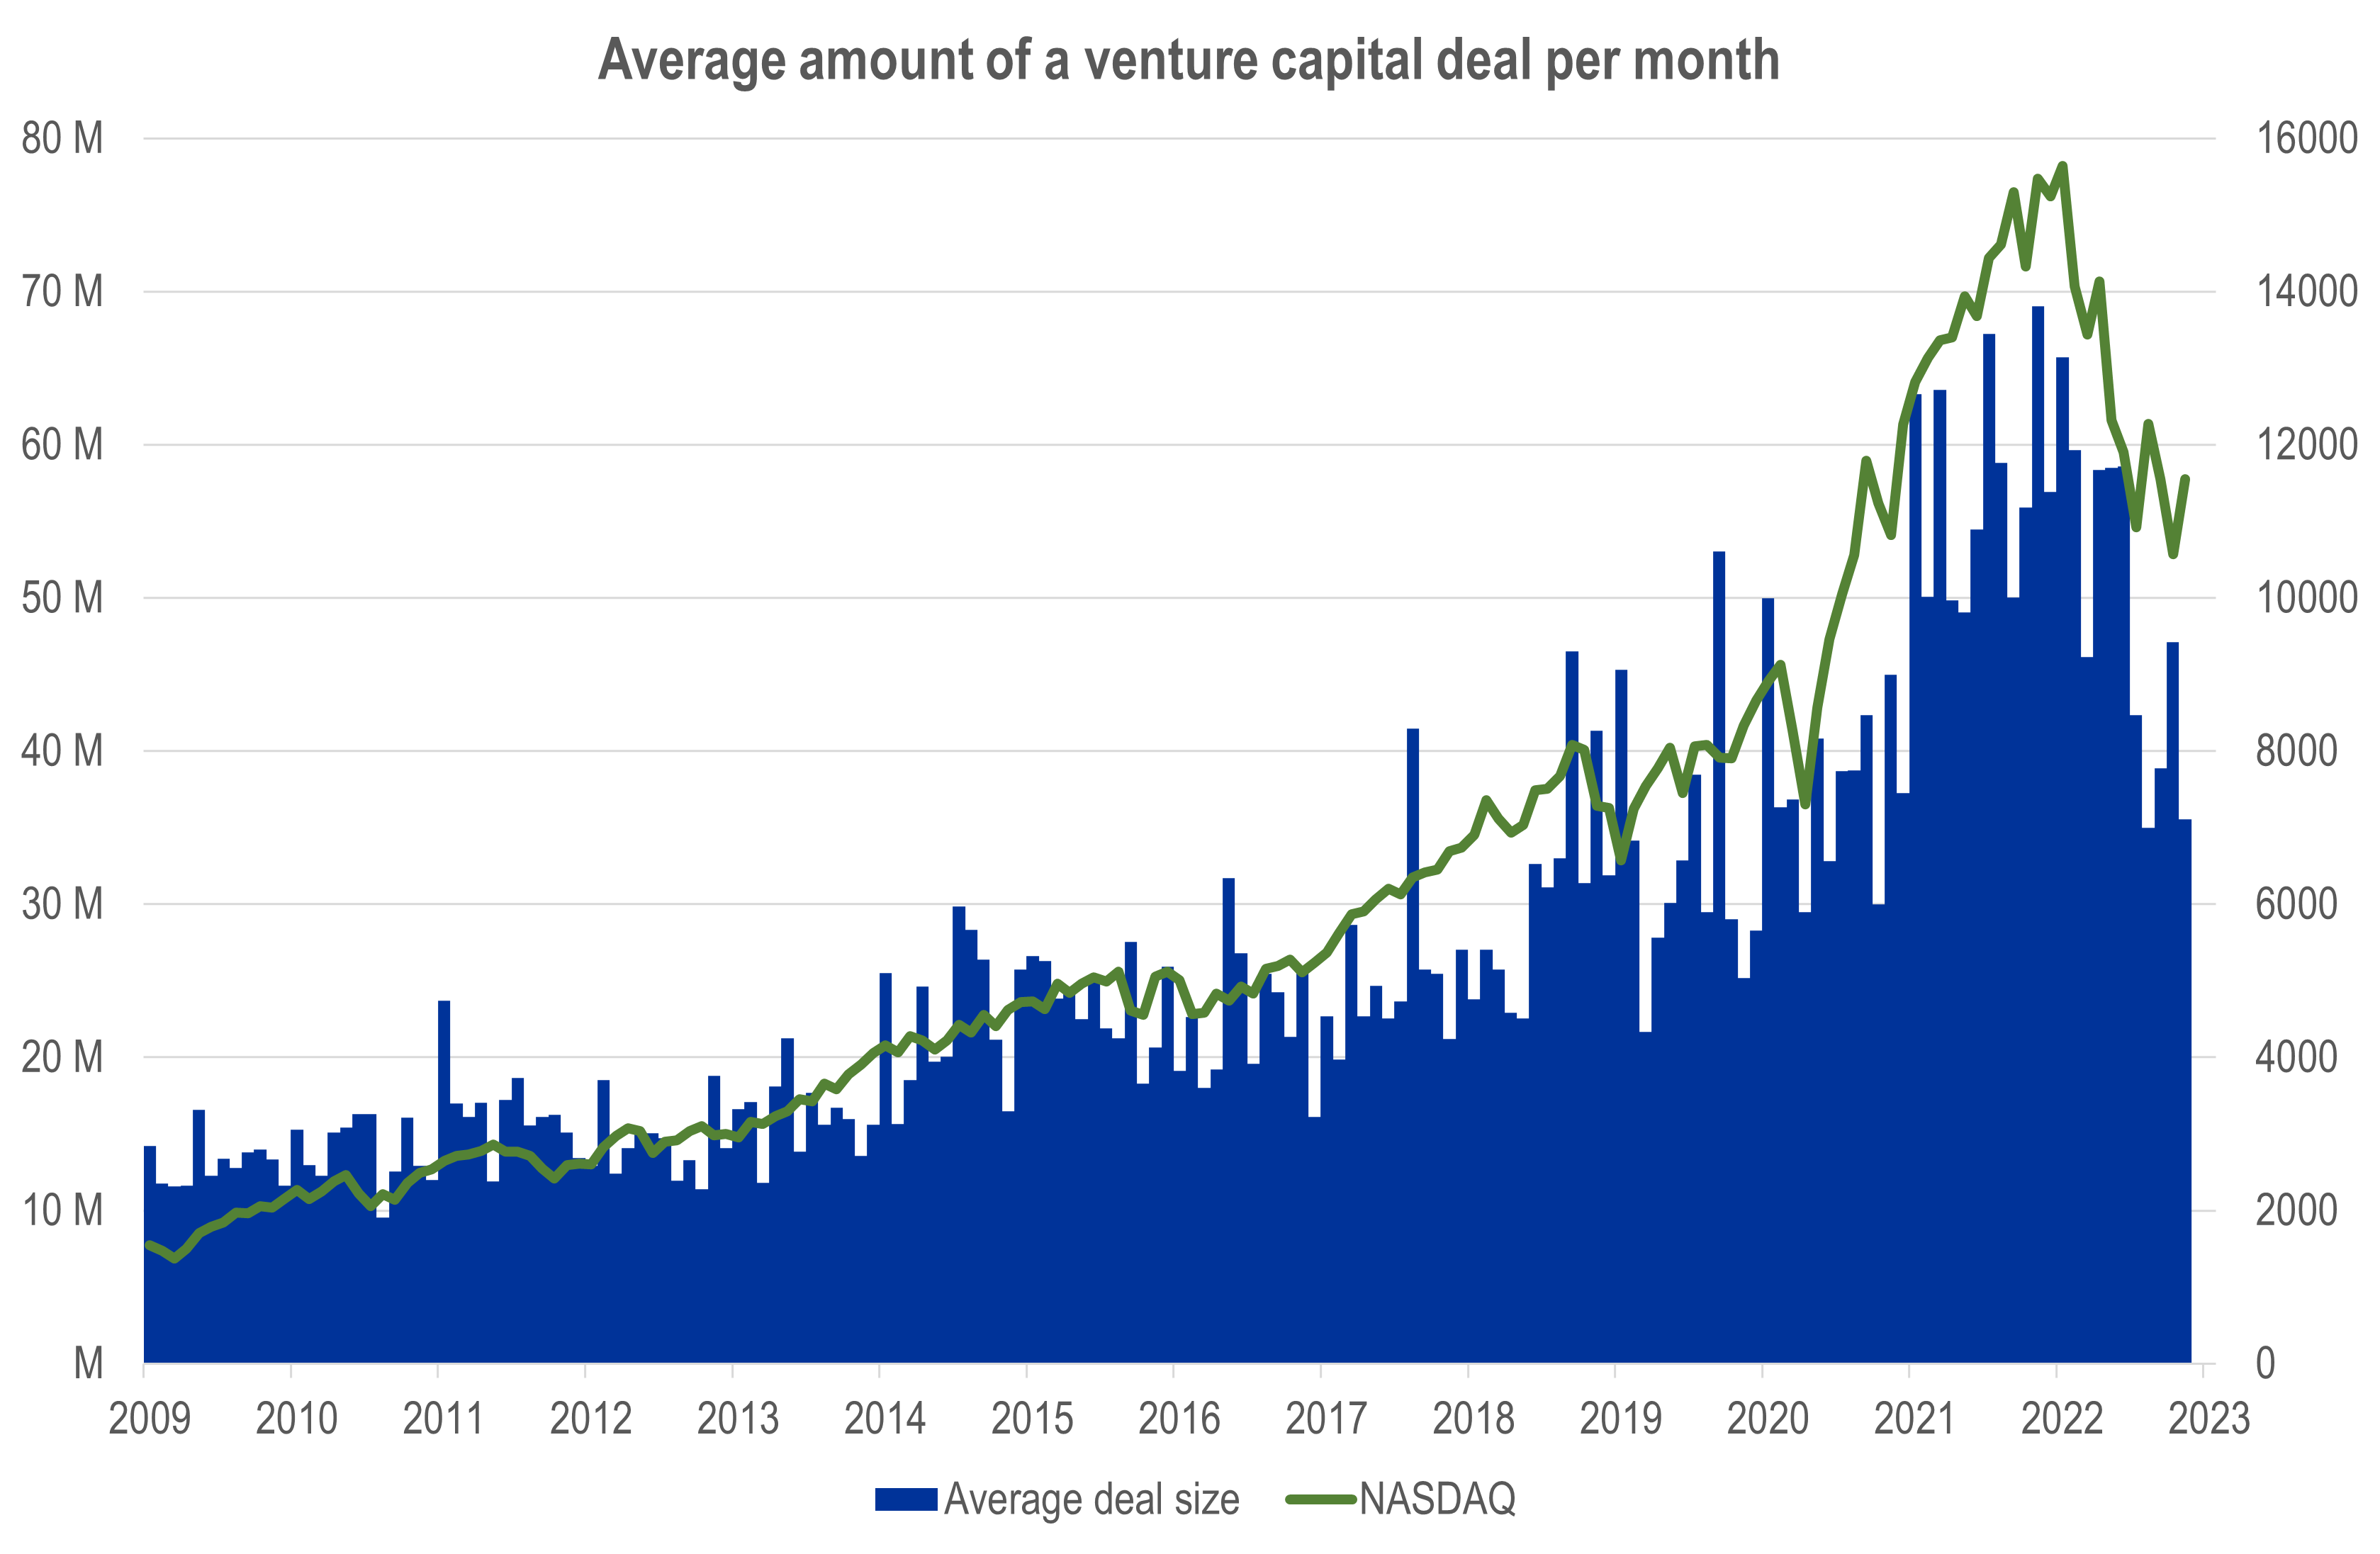 Average amount of a venture capital deal per month
80 M 16000
70 M 14000
60 M 12000
50 M 10000
40 M 8000
30 M 6000
20 M 4000
10 M 2000
M 0
2009 2010 2011 2012 2013 2014 2015 2016 2017 2018 2019 2020 2021 2022 2023
Average deal size NASDAQ